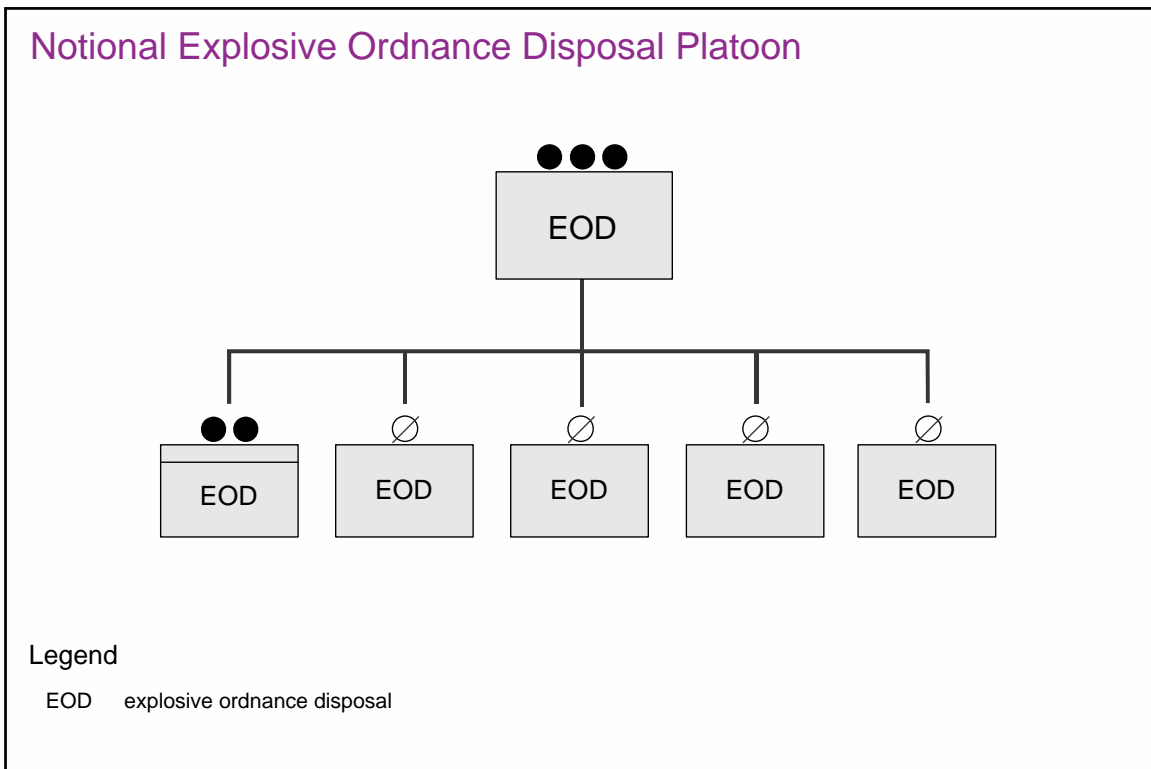 Notional Explosive Ordnance Disposal Platoon
EOD
EOD
EOD
EOD
EOD
EOD
Legend
EOD explosive ordnance disposal